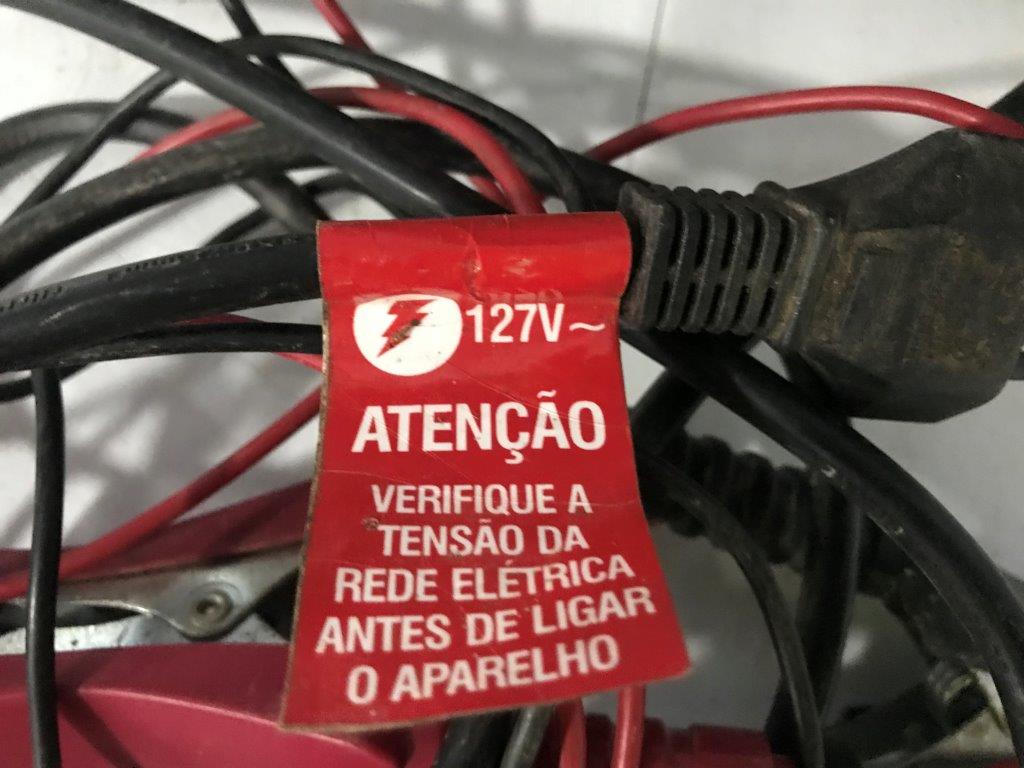 127V~
ATENÇÃO
VERIFIQUE A
TENSÃO DA
REDE ELÉTRICA
ANTES DE LIGAR
O APARELHO